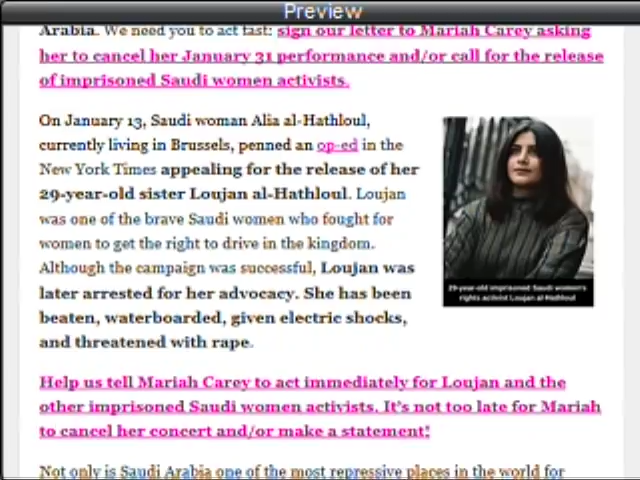 Preview
Arabia. We need you to act fast: sign our letter to Mariah Carey asking
her to cancel her January 31 performance and/or call for the release
of imprisoned Saudi women activists.
On January 13, Saudi woman Alia al-Hathloul,
currently living in Brussels, penned an op-ed in the
New York Times appealing for the release of her
29-year-old sister Loujan al-Hathloul. Loujan
was one of the brave Saudi women who fought for
women to get the right to drive in the kingdom.
Although the campaign was successful, Loujan was
later arrested for her advocacy. She has been
beaten, waterboarded, given electric shocks,
and threatened with rape.
29-year-old imprisoned Saudi women's
rights activist Loujan al-Hathloul
Help us tell Mariah Carey to act immediately for Loujan and the
other imprisoned Saudi women activists. It's not too late for Mariah
to cancel her concert and/or make a statement!
Not only is Saudi Arabia one of the most repressive places in the world for